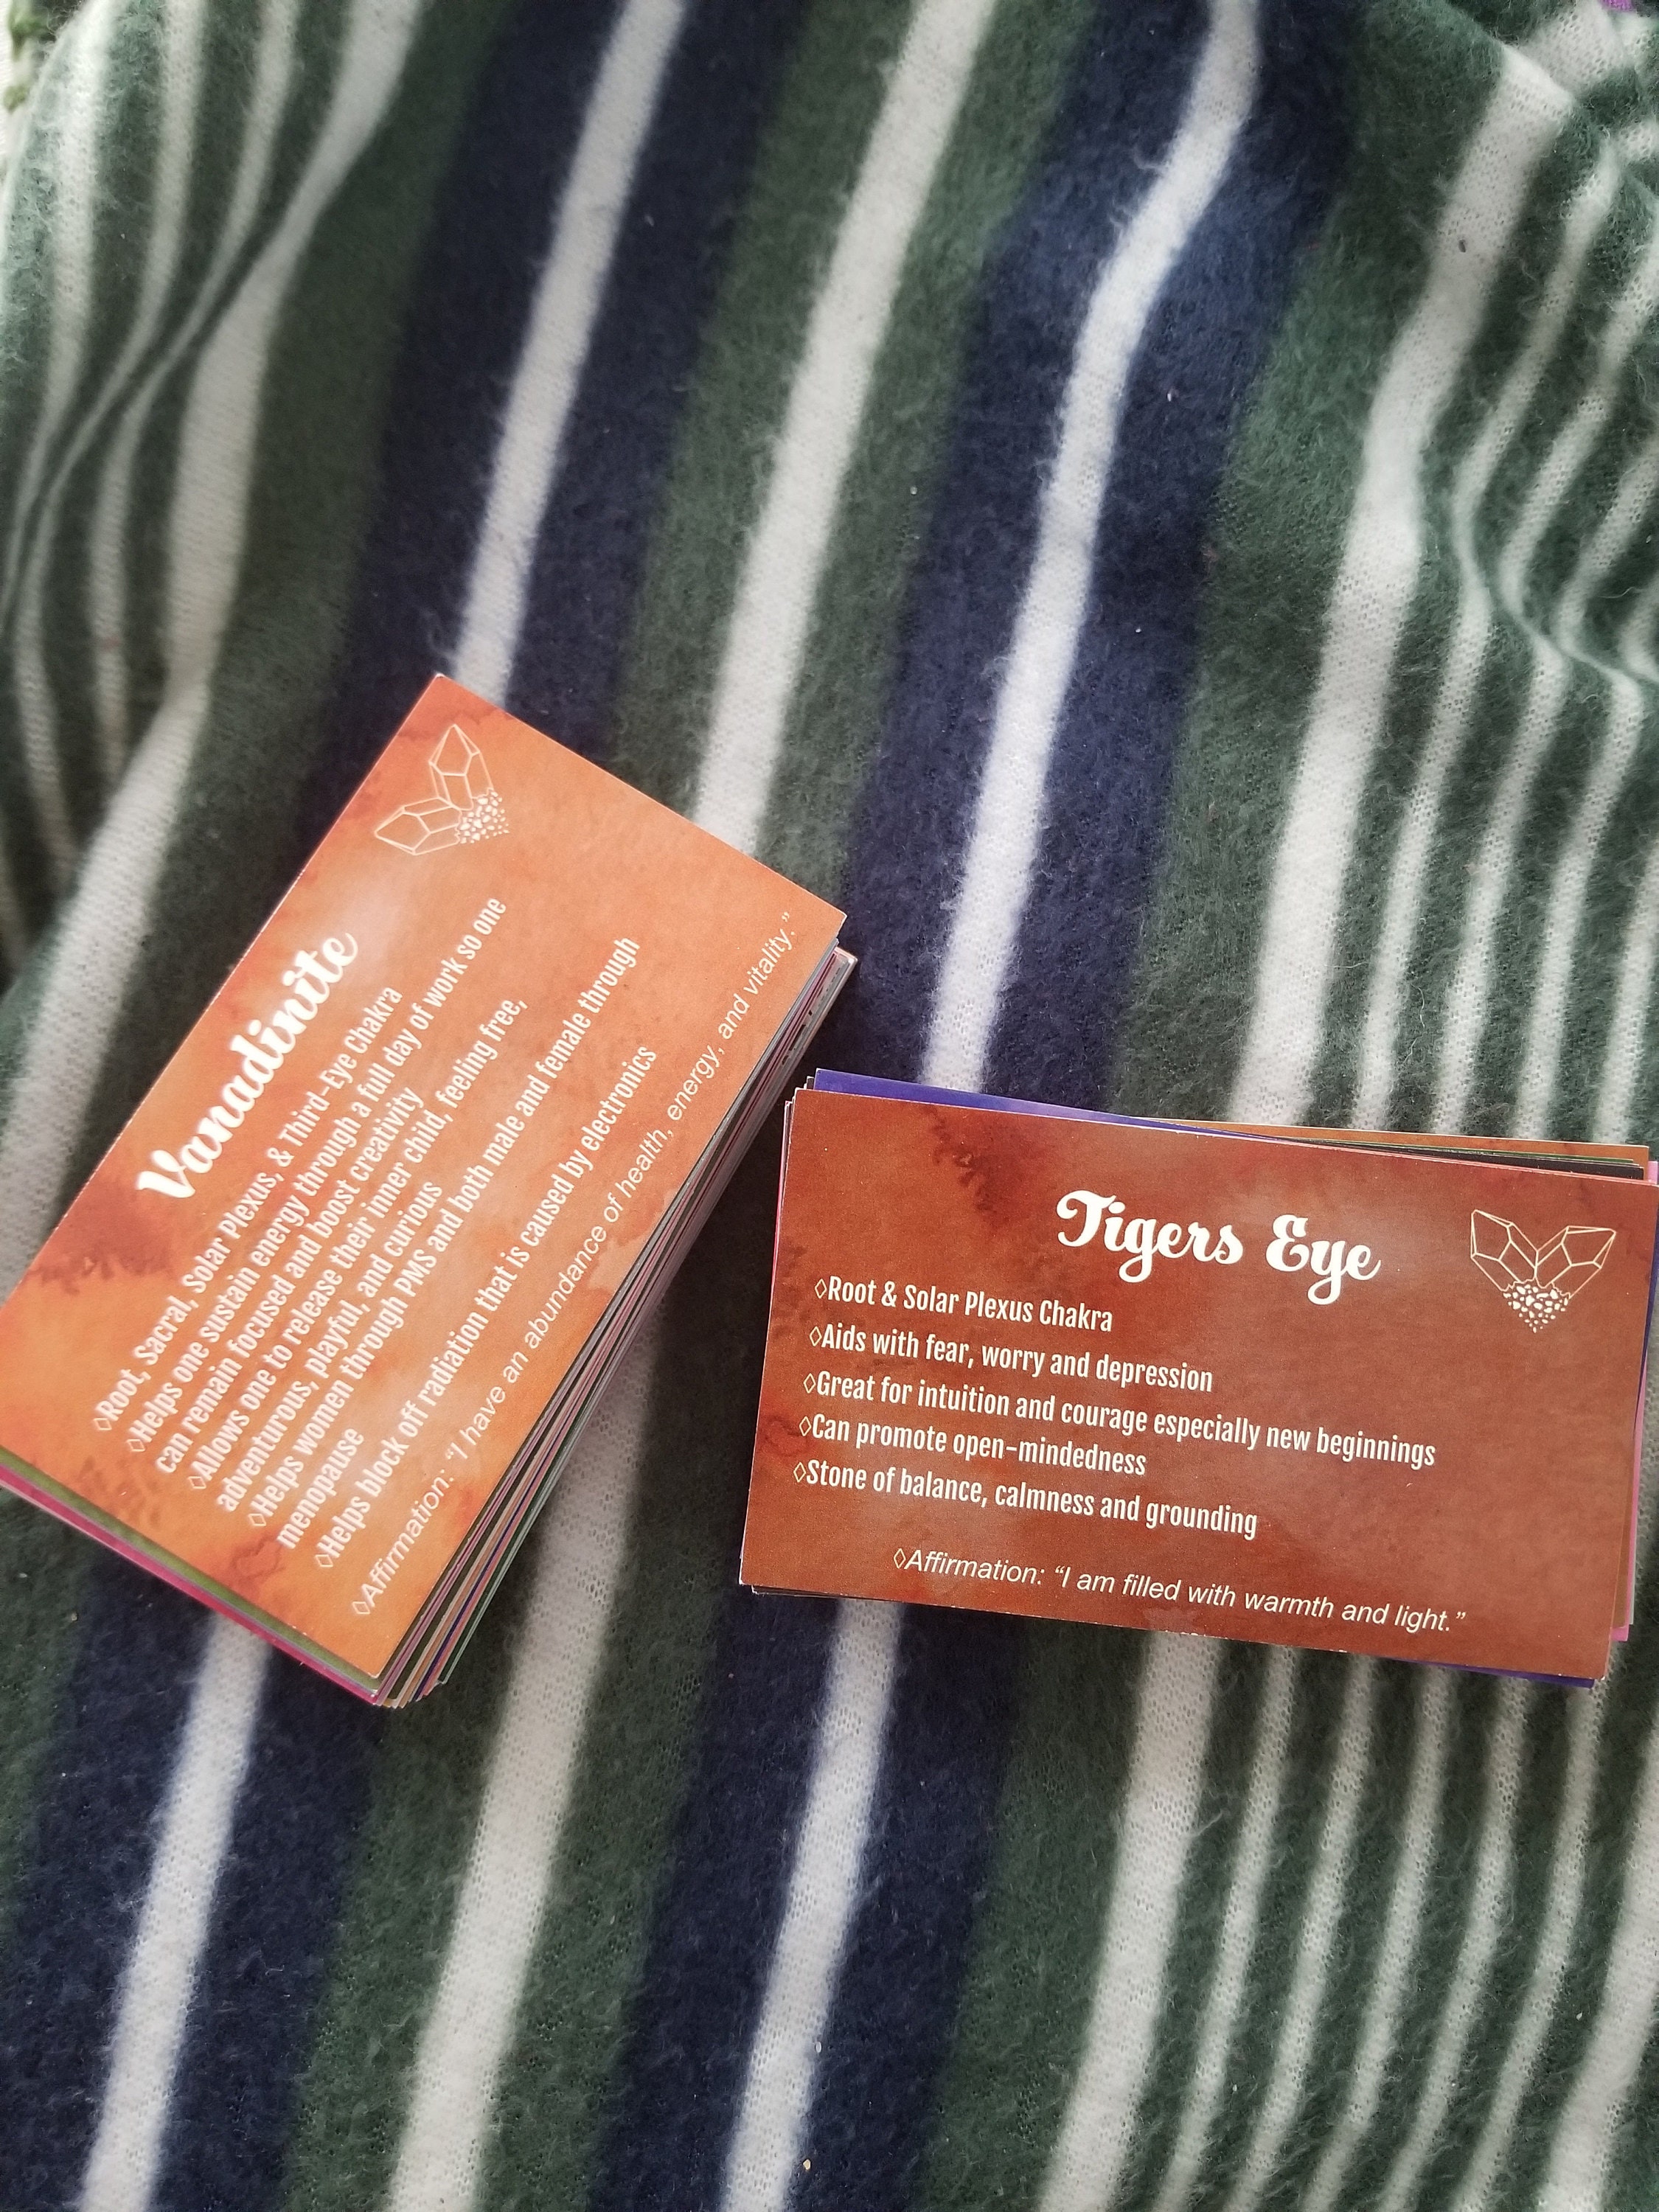 Vanadinite
◊Root, Sacral, Solar Plexus, & Third-Eye Chakra
◊Helps one sustain energy through a full day of work so one
can remain focused and boost creativity
◊Allows one to release their inner child, feeling free,
adventurous, playful, and curious
◊Helps women through PMS and both male and female through
menopause
◊Helps block off radiation that is caused by electronics
◊Affirmation: “I have an abundance of health, energy, and vitality.”
Tigers Eye
◊Root & Solar Plexus Chakra
◊Aids with fear, worry and depression
◊Great for intuition and courage especially new beginnings
◊Can promote open-mindedness
◊Stone of balance, calmness and grounding
◊Affirmation: “I am filled with warmth and light.”